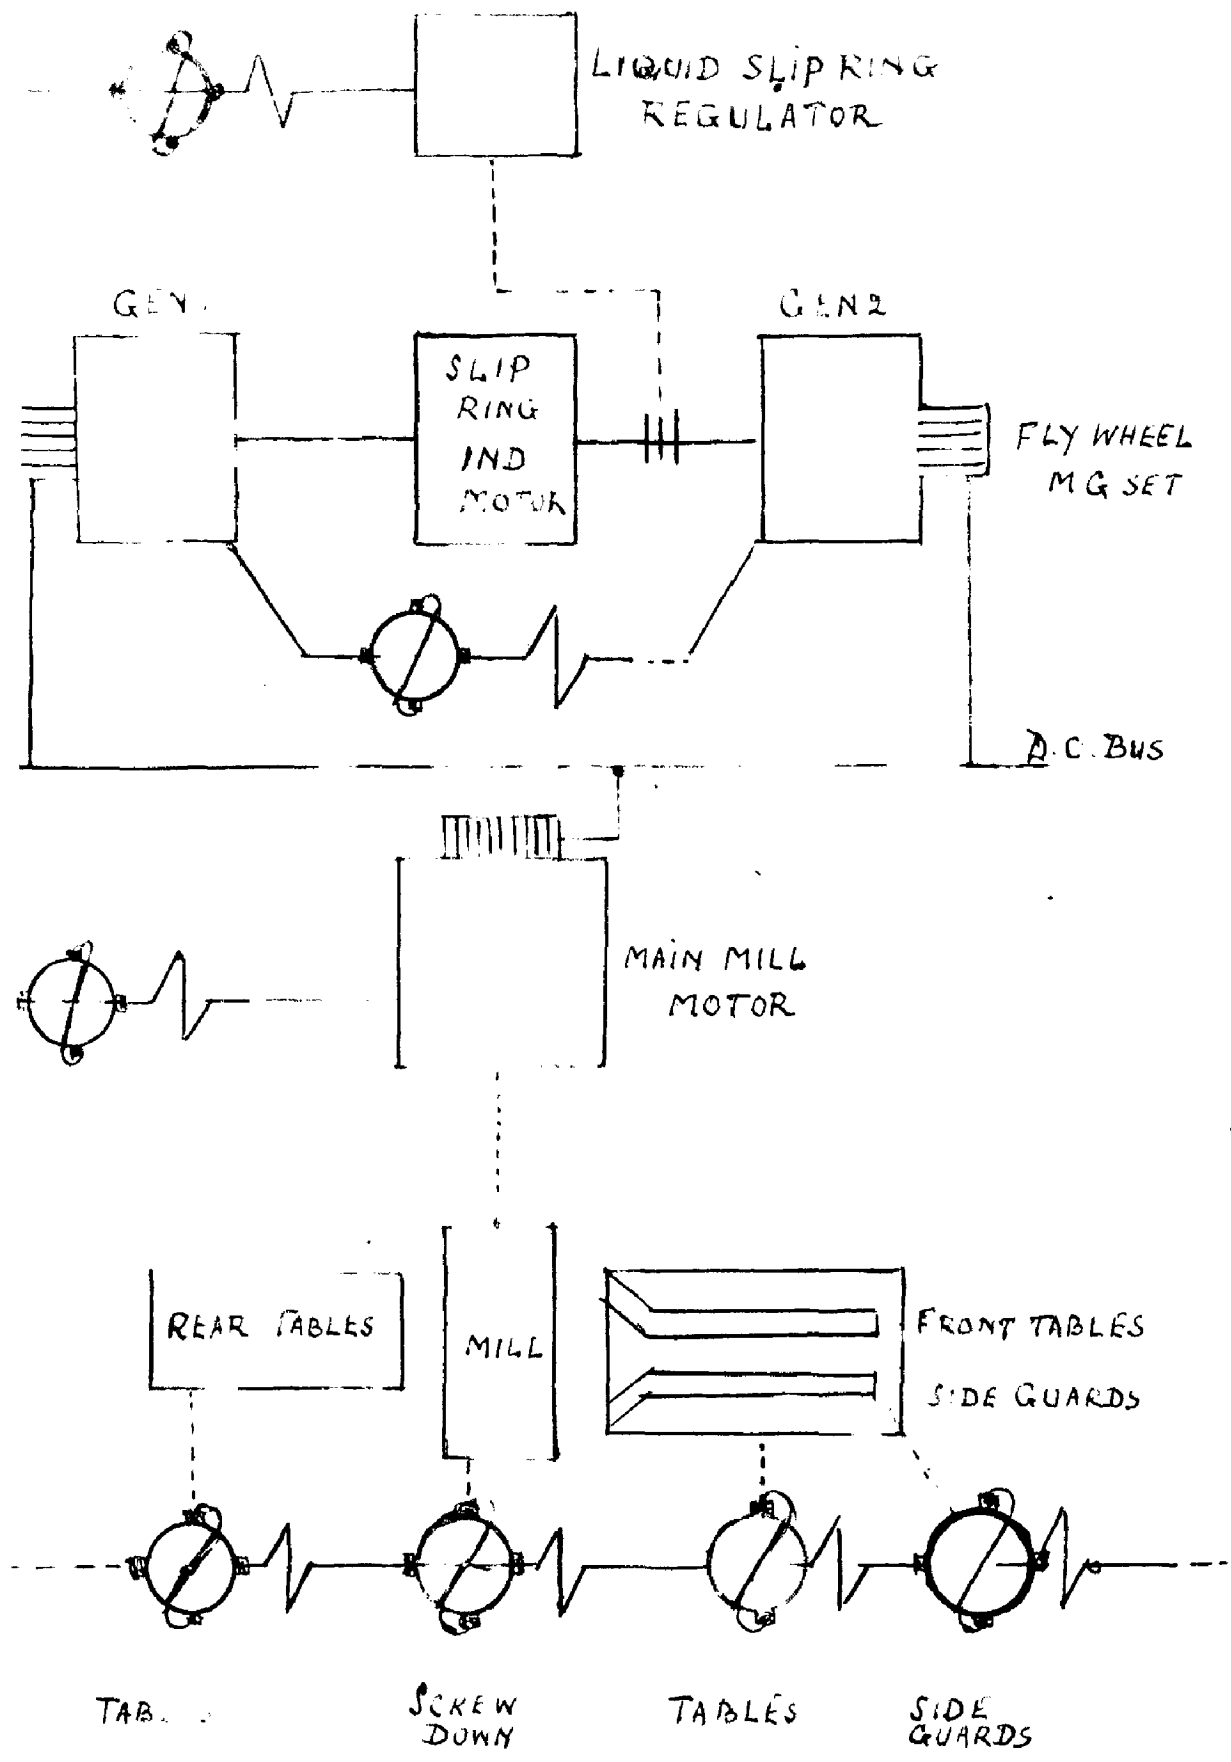 LIQUID SLIP RING
REGULATOR
GEN
GEN2
SLIP
RING
IND
MOTOR
FLY WHEEL
MG SET
D.C. BUS
MAIN MILL
MOTOR
REAR TABLES
MILL
FRONT TABLES
SIDE GUARDS
SCREW
DOWN
TABLES
SIDE
GUARDS